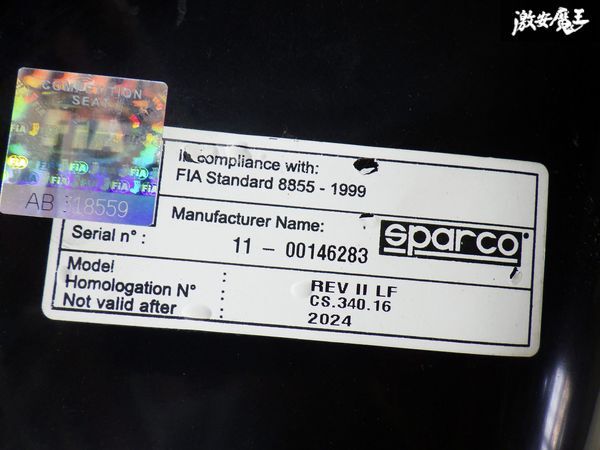 激安魔王
COMPETITION
SEAT
FIA
AB 318559
In compliance with:
FIA Standard 8855 - 1999
Manufacturer Name:
sparco
Serial n° : 11 - 00146283
Model : REV II LF
Homologation N° : CS.340.16
Not valid after : 2024